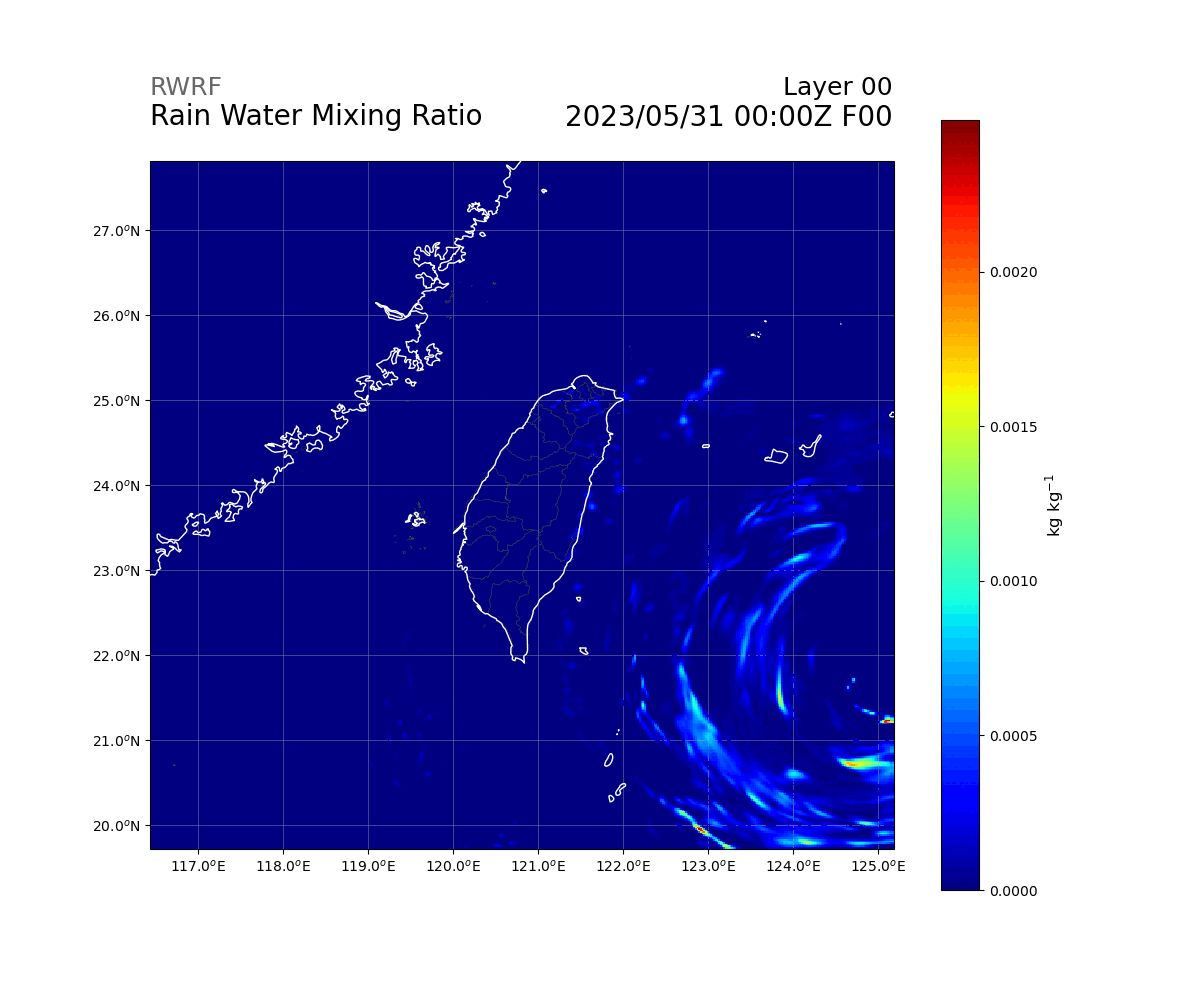 RWRF
Layer 00
Rain Water Mixing Ratio
2023/05/31 00:00Z F00
27.0°N
26.0°N
25.0°N
24.0°N
23.0°N
22.0°N
21.0°N
20.0°N
117.0°E
118.0°E
119.0°E
120.0°E
121.0°E
122.0°E
123.0°E
124.0°E
125.0°E
0.0020
0.0015
0.0010
0.0005
0.0000
kg kg⁻¹